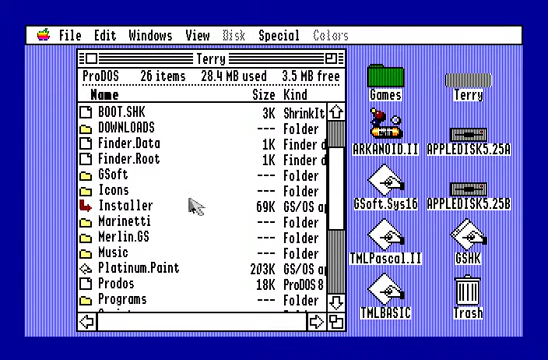 File Edit Windows View Disk Special Colors
Terry
ProDOS 26 items 28.4 MB used 3.5 MB free
Name Size Kind
BOOT.SHK 3K ShrinkIt
DOWNLOADS --- Folder
Finder.Data 1K Finder d
Finder.Root 1K Finder d
GSoft --- Folder
Icons --- Folder
Installer 69K GS/OS ap
Marinetti --- Folder
Merlin.GS --- Folder
Music --- Folder
Platinum.Paint 203K GS/OS ap
Prodos 18K ProDOS 8
Programs --- Folder
Games
Terry
ARKANOID.II
APPLEDISK5.25A
GSoft.Sys16
APPLEDISK5.25B
TMLPascal.II
GSHK
TMLBASIC
Trash